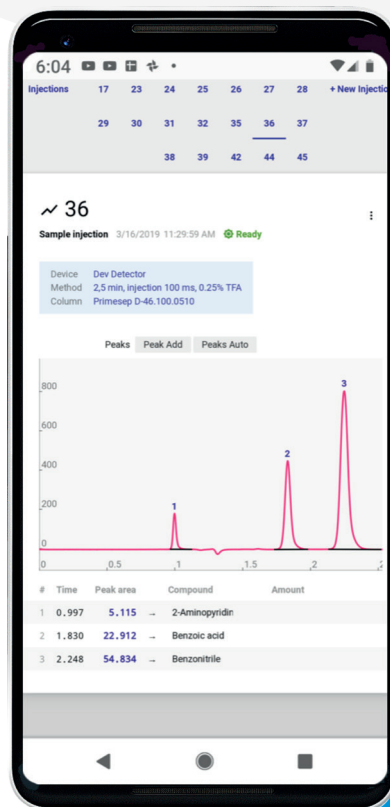 6:04
Injections 17 23 24 25 26 27 28 + New Injectio
29 30 31 32 35 36 37
38 39 42 44 45
36
Sample injection 3/16/2019 11:29:59 AM Ready
Device Dev Detector
Method 2,5 min, injection 100 ms, 0.25% TFA
Column Primesep D-46.100.0510
Peaks Peak Add Peaks Auto
800
600
400
200
0
1
2
3
0 0.5 1 1.5 2
# Time Peak area Compound Amount
1 0.997 5.115 → 2-Aminopyridin
2 1.830 22.912 → Benzoic acid
3 2.248 54.834 → Benzonitrile